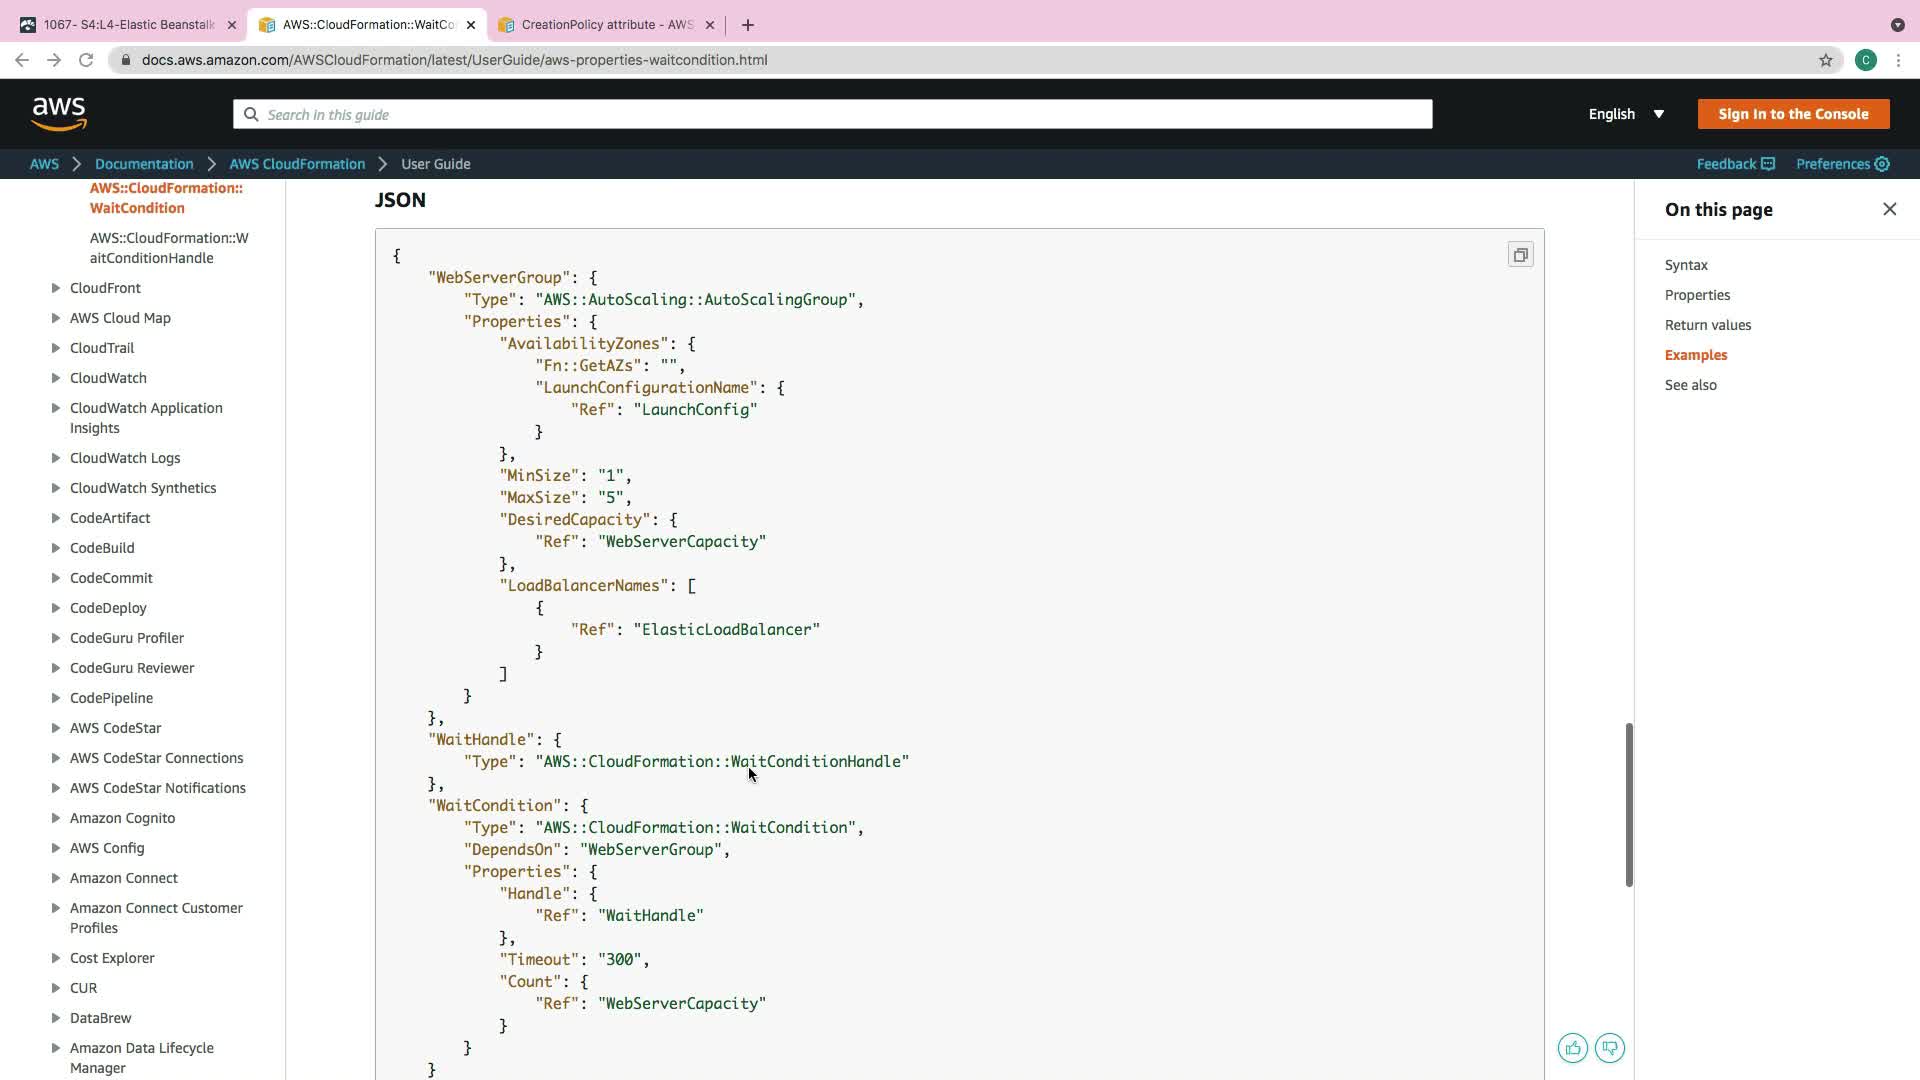 1067- S4:L4-Elastic Beanstalk
AWS::CloudFormation::WaitCo
CreationPolicy attribute - AWS
docs.aws.amazon.com/AWSCloudFormation/latest/UserGuide/aws-properties-waitcondition.html
C
aws
Search in this guide
English
Sign In to the Console
AWS
Documentation
AWS CloudFormation
User Guide
Feedback
Preferences
AWS::CloudFormation::
WaitCondition
AWS::CloudFormation::W
aitConditionHandle
CloudFront
AWS Cloud Map
CloudTrail
CloudWatch
CloudWatch Application
Insights
CloudWatch Logs
CloudWatch Synthetics
CodeArtifact
CodeBuild
CodeCommit
CodeDeploy
CodeGuru Profiler
CodeGuru Reviewer
CodePipeline
AWS CodeStar
AWS CodeStar Connections
AWS CodeStar Notifications
Amazon Cognito
AWS Config
Amazon Connect
Amazon Connect Customer
Profiles
Cost Explorer
CUR
DataBrew
Amazon Data Lifecycle
Manager
JSON
{
"WebServerGroup": {
"Type": "AWS::AutoScaling::AutoScalingGroup",
"Properties": {
"AvailabilityZones": {
"Fn::GetAZs": "",
"LaunchConfigurationName": {
"Ref": "LaunchConfig"
}
},
"MinSize": "1",
"MaxSize": "5",
"DesiredCapacity": {
"Ref": "WebServerCapacity"
},
"LoadBalancerNames": [
{
"Ref": "ElasticLoadBalancer"
}
]
}
},
"WaitHandle": {
"Type": "AWS::CloudFormation::WaitConditionHandle"
},
"WaitCondition": {
"Type": "AWS::CloudFormation::WaitCondition",
"DependsOn": "WebServerGroup",
"Properties": {
"Handle": {
"Ref": "WaitHandle"
},
"Timeout": "300",
"Count": {
"Ref": "WebServerCapacity"
}
}
}
On this page
Syntax
Properties
Return values
Examples
See also